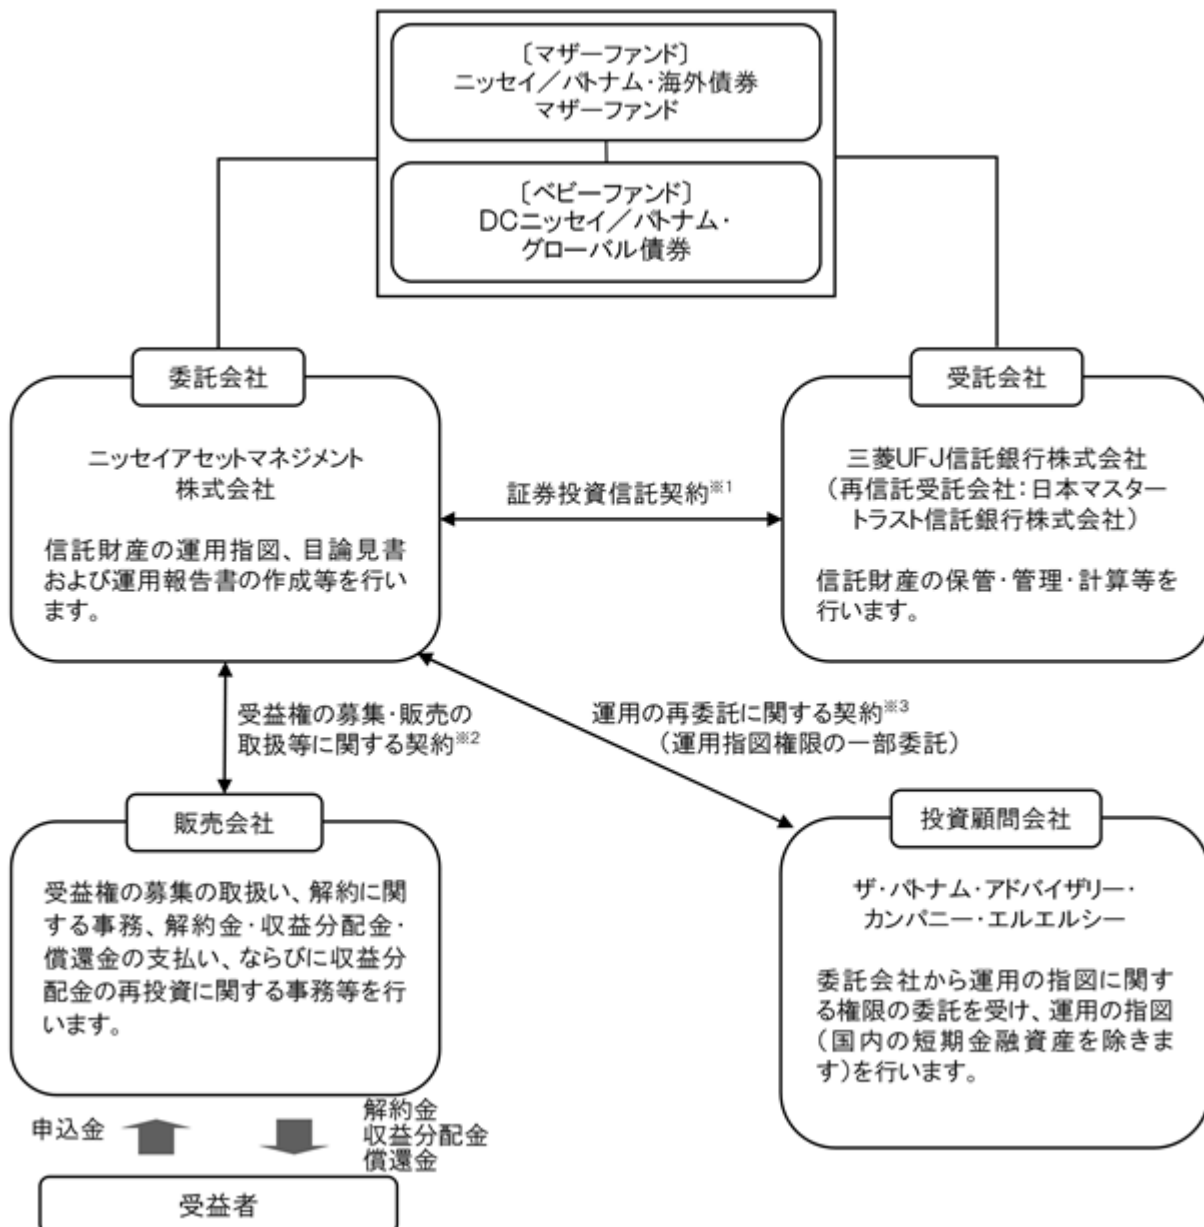 〔マザーファンド〕
ニッセイ／パトナム・海外債券
マザーファンド
〔ベビーファンド〕
DCニッセイ／パトナム・
グローバル債券
委託会社
ニッセイアセットマネジメント
株式会社
信託財産の運用指図、目論見書
および運用報告書の作成等を行い
ます。
証券投資信託契約※1
受託会社
三菱UFJ信託銀行株式会社
（再信託受託会社：日本マスター
トラスト信託銀行株式会社）
信託財産の保管・管理・計算等を
行います。
受益権の募集・販売の
取扱等に関する契約※2
運用の再委託に関する契約※3
（運用指図権限の一部委託）
販売会社
受益権の募集の取扱い、解約に関
する事務、解約金・収益分配金・
償還金の支払い、ならびに収益分
配金の再投資に関する事務等を行
います。
投資顧問会社
ザ・パトナム・アドバイザリー・
カンパニー・エルエルシー
委託会社から運用の指図に関す
る権限の委託を受け、運用の指図
（国内の短期金融資産を除きま
す）を行います。
申込金
解約金
収益分配金
償還金
受益者